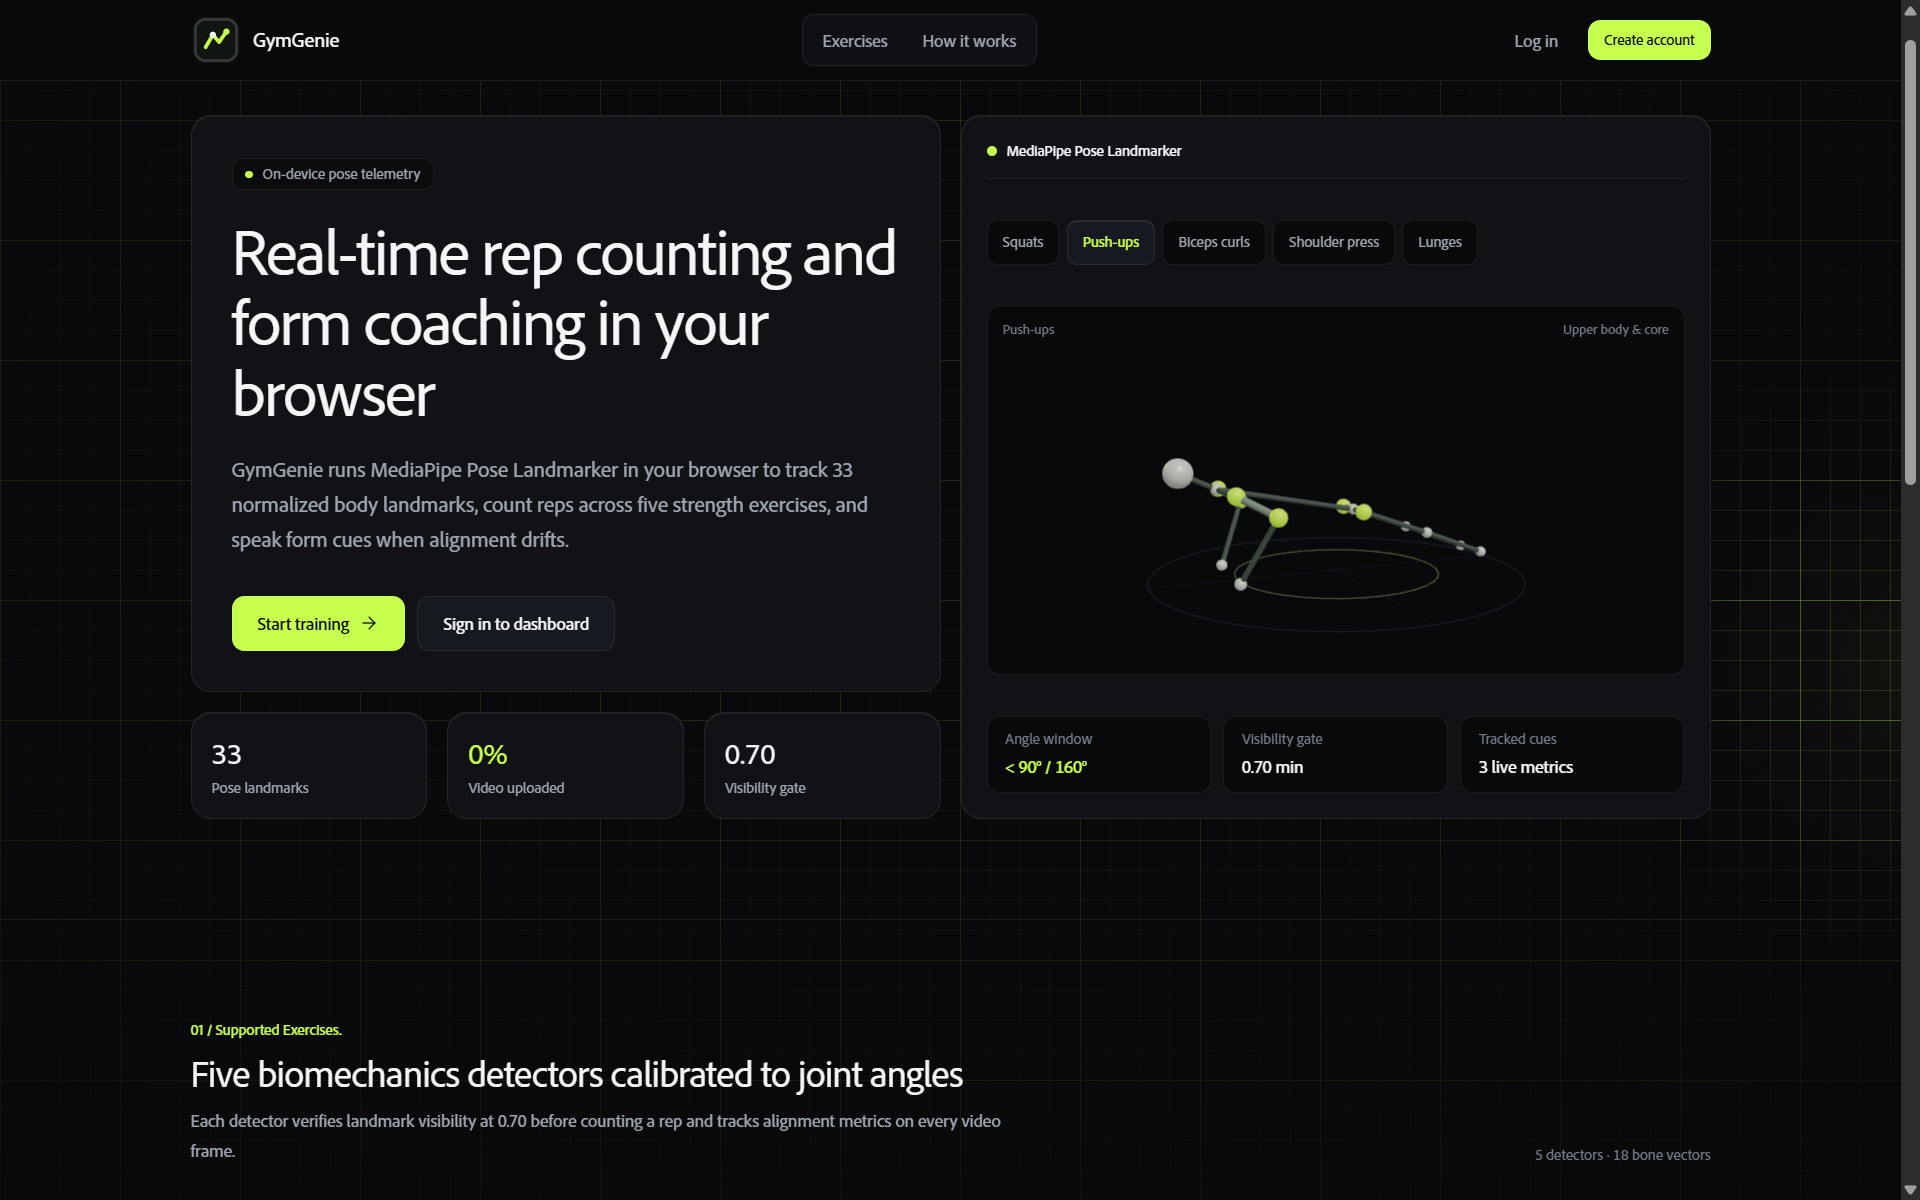 GymGenie
Exercises
How it works
Log in
Create account
On-device pose telemetry
Real-time rep counting and
form coaching in your
browser
GymGenie runs MediaPipe Pose Landmarker in your browser to track 33
normalized body landmarks, count reps across five strength exercises, and
speak form cues when alignment drifts.
Start training
Sign in to dashboard
33
Pose landmarks
0%
Video uploaded
0.70
Visibility gate
MediaPipe Pose Landmarker
Squats
Push-ups
Biceps curls
Shoulder press
Lunges
Push-ups
Upper body & core
Angle window
< 90° / 160°
Visibility gate
0.70 min
Tracked cues
3 live metrics
01 / Supported Exercises.
Five biomechanics detectors calibrated to joint angles
Each detector verifies landmark visibility at 0.70 before counting a rep and tracks alignment metrics on every video
frame.
5 detectors · 18 bone vectors